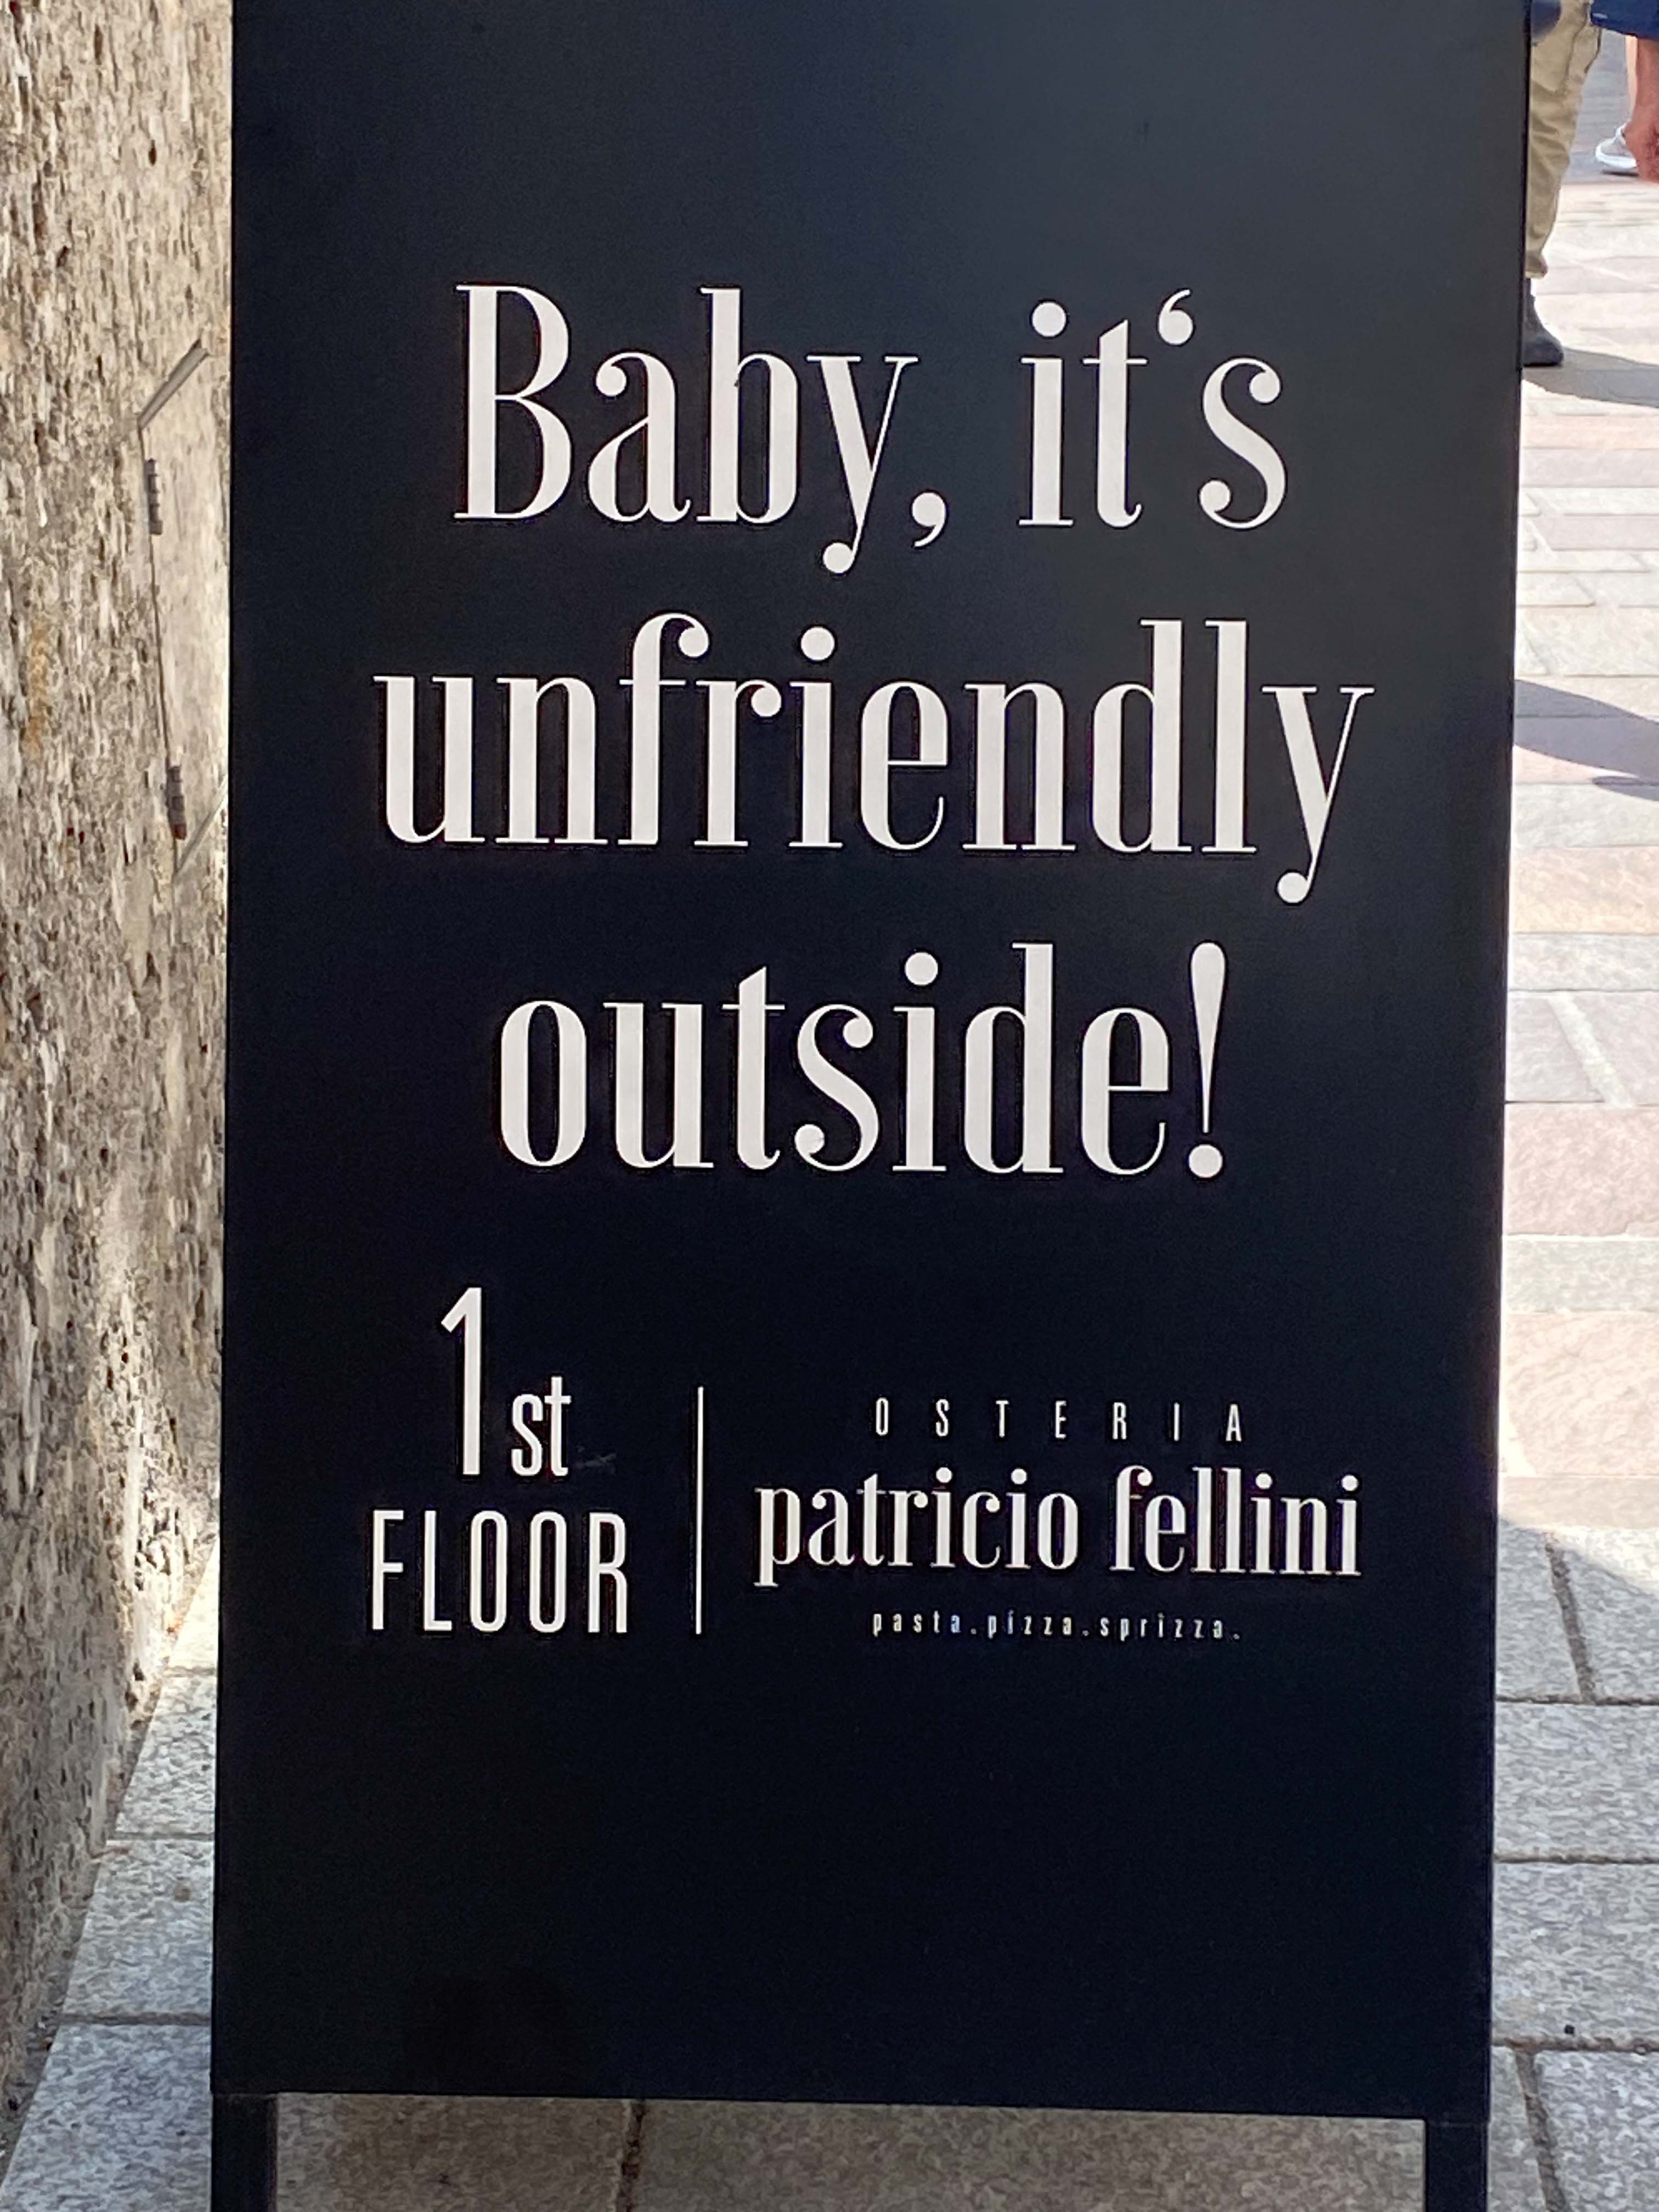 Baby, it‘s
unfriendly
outside!
1st
FLOOR
OSTERIA
patricio fellini
pasta.pizza.sprizza.